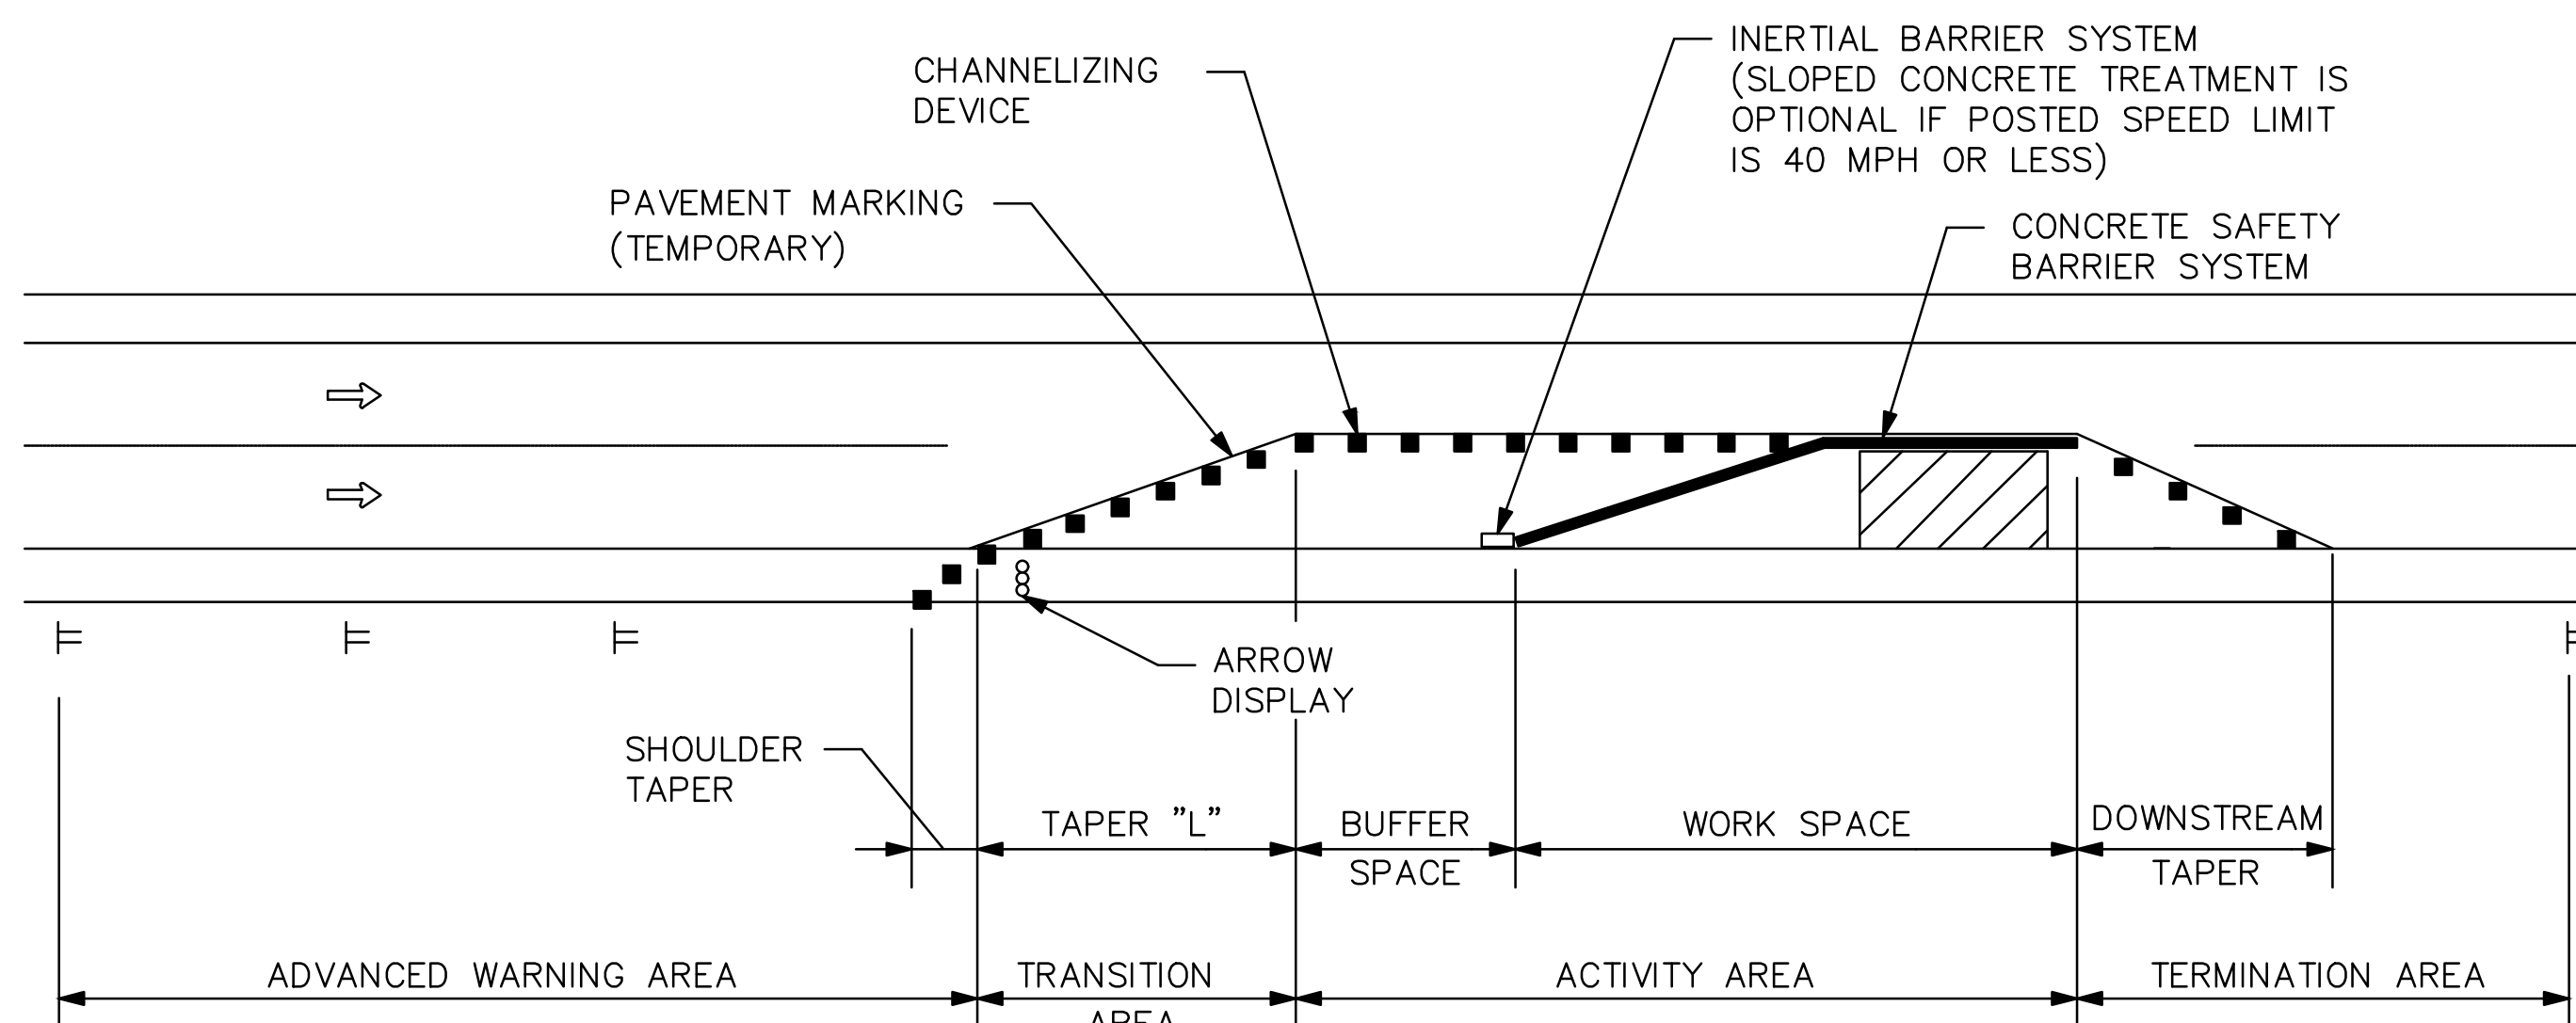 INERTIAL BARRIER SYSTEM
(SLOPED CONCRETE TREATMENT IS
OPTIONAL IF POSTED SPEED LIMIT
IS 40 MPH OR LESS)
CHANNELIZING
DEVICE
PAVEMENT MARKING
(TEMPORARY)
CONCRETE SAFETY
BARRIER SYSTEM
ARROW
DISPLAY
SHOULDER
TAPER
TAPER "L"
BUFFER
SPACE
WORK SPACE
DOWNSTREAM
TAPER
ADVANCED WARNING AREA
TRANSITION
AREA
ACTIVITY AREA
TERMINATION AREA